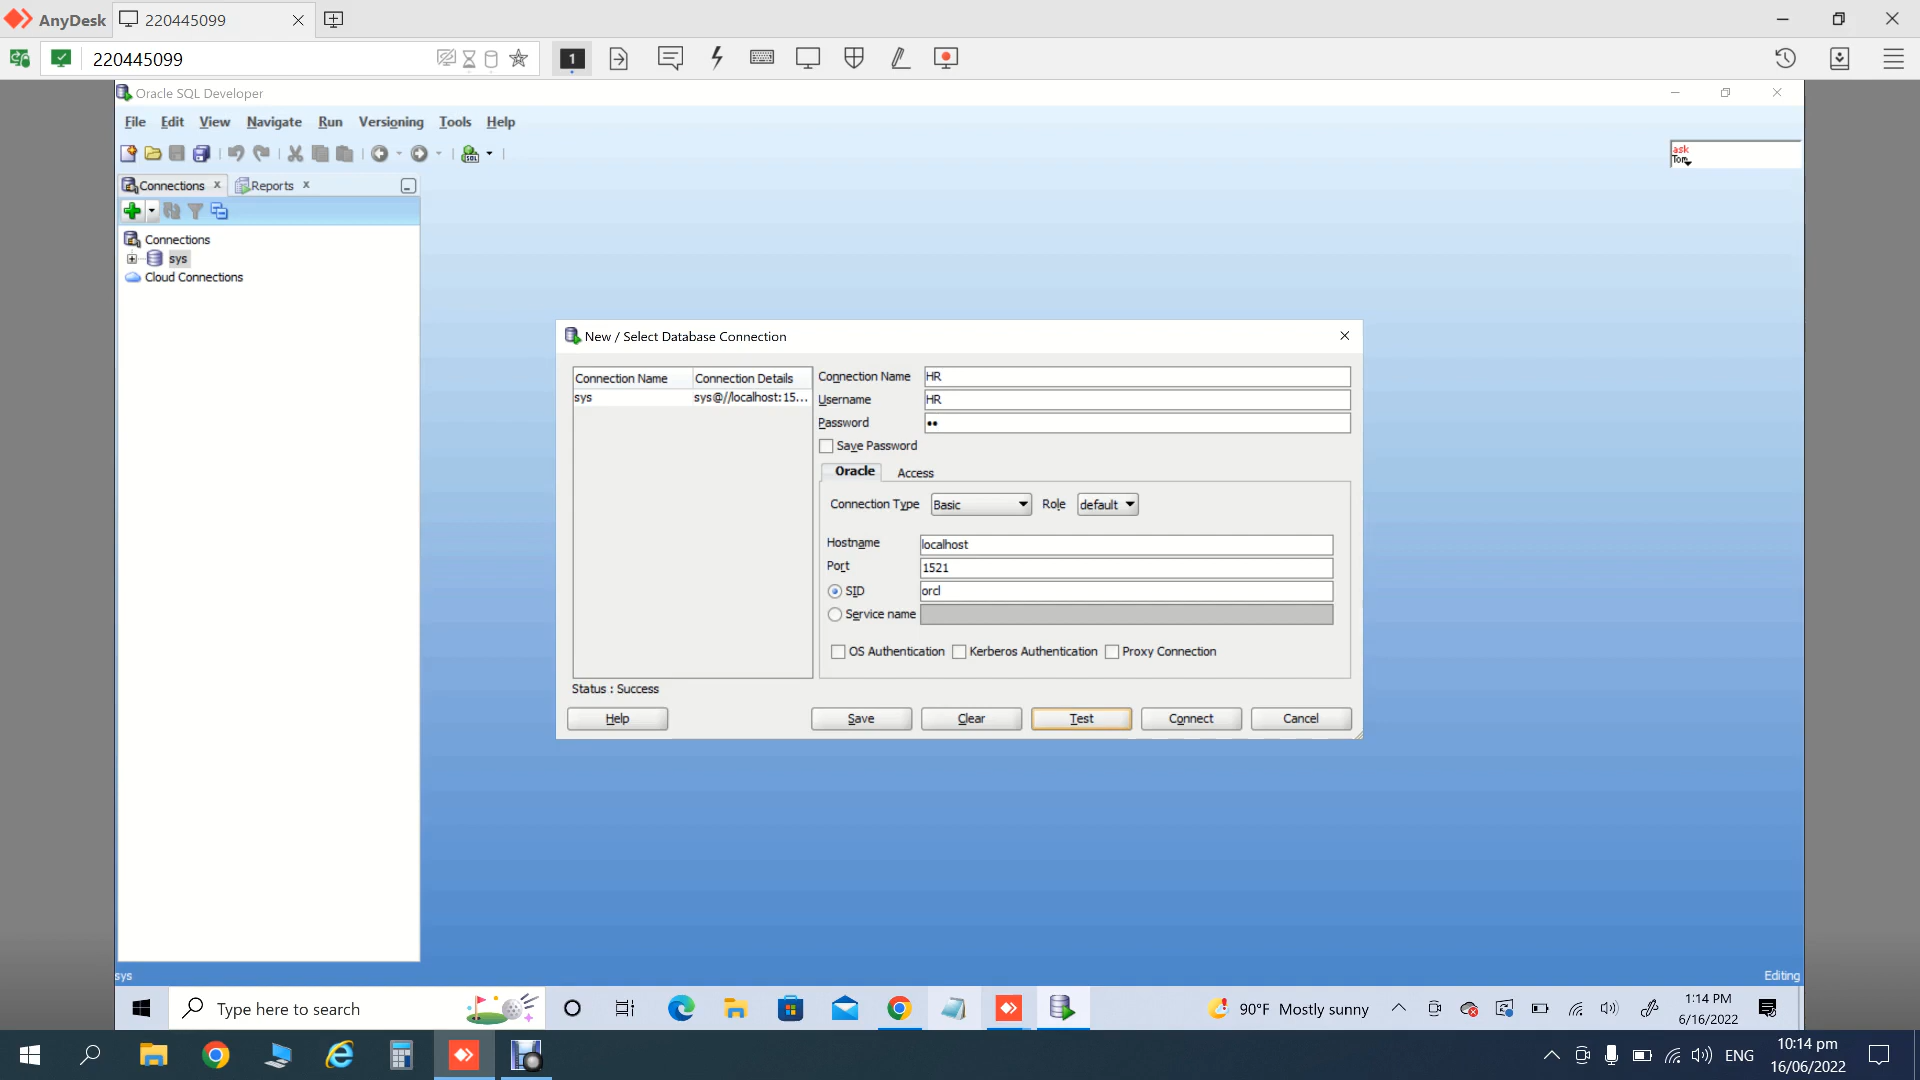 AnyDesk
220445099
220445099
1
Oracle SQL Developer
File Edit View Navigate Run Versioning Tools Help
SQL
ask
Tom
Connections x Reports x
Connections
sys
Cloud Connections
New / Select Database Connection
Connection Name Connection Details
sys sys@//localhost:15...
Connection Name HR
Username HR
Password ••
Save Password
Oracle Access
Connection Type Basic Role default
Hostname localhost
Port 1521
SID orcl
Service name
OS Authentication Kerberos Authentication Proxy Connection
Status : Success
Help Save Clear Test Connect Cancel
sys Editing
Type here to search
90°F Mostly sunny
1:14 PM
6/16/2022
ENG
10:14 pm
16/06/2022